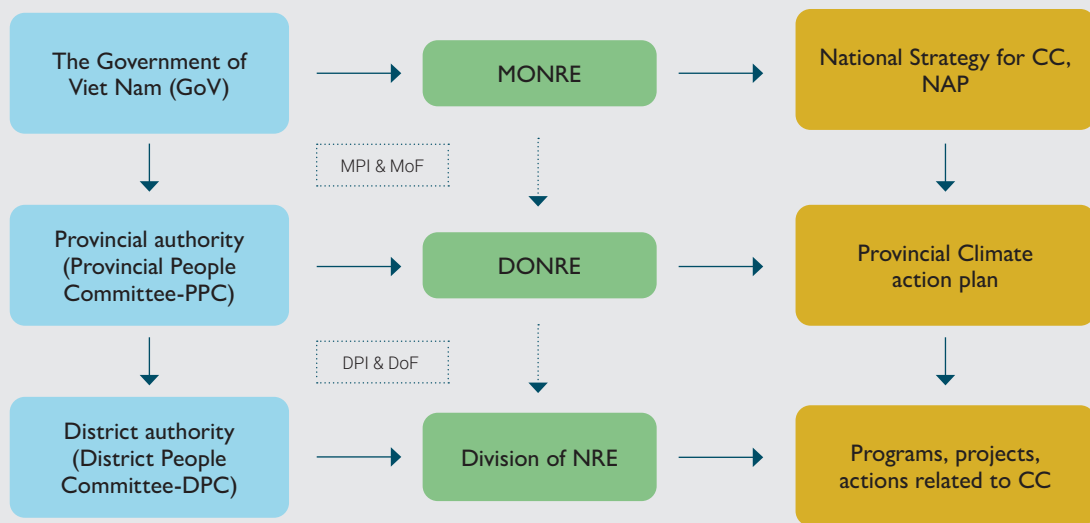 The Government of
Viet Nam (GoV)
MONRE
National Strategy for CC,
NAP
MPI & MoF
Provincial authority
(Provincial People
Committee-PPC)
DONRE
Provincial Climate
action plan
DPI & DoF
District authority
(District People
Committee-DPC)
Division of NRE
Programs, projects,
actions related to CC